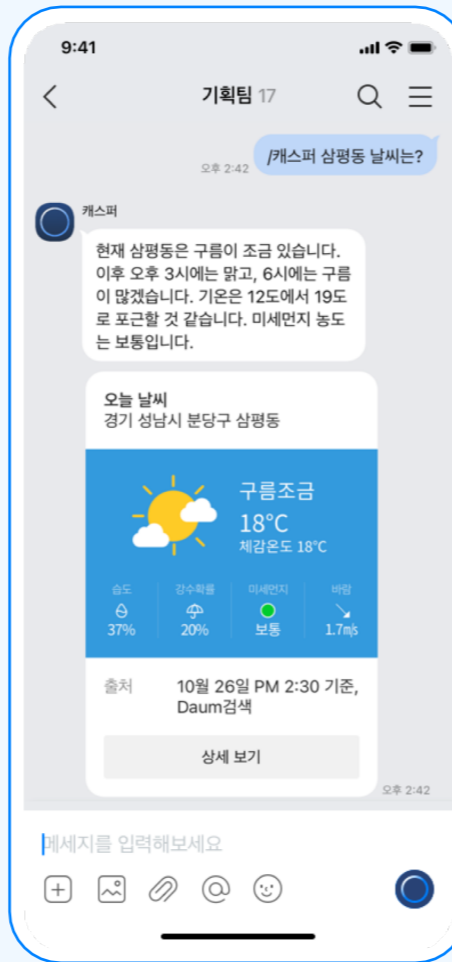 9:41
기획팀 17
/캐스퍼 삼평동 날씨는?
오후 2:42
캐스퍼
현재 삼평동은 구름이 조금 있습니다.
이후 오후 3시에는 맑고, 6시에는 구름
이 많겠습니다. 기온은 12도에서 19도
로 포근할 것 같습니다. 미세먼지 농도
는 보통입니다.
오늘 날씨
경기 성남시 분당구 삼평동
구름조금
18°C
체감온도 18°C
습도 강수확률 미세먼지 바람
37% 20% 보통 1.7㎧
출처 10월 26일 PM 2:30 기준,
Daum검색
상세 보기
오후 2:42
메세지를 입력해보세요